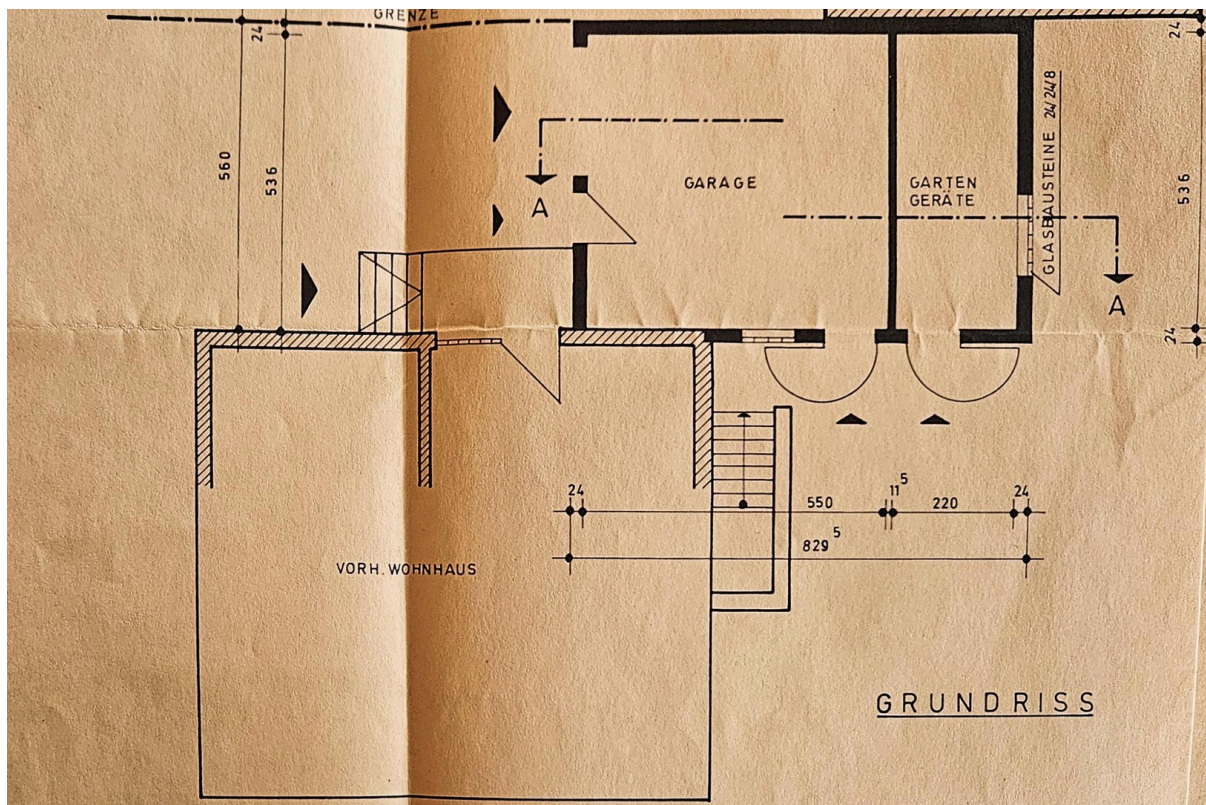 GRENZE
24
24
560
536
GARAGE
GARTEN
GERÄTE
GLASBAUSTEINE 24/24/8
536
A
A
24
24
550
11⁵
220
24
829⁵
VORH. WOHNHAUS
GRUNDRISS